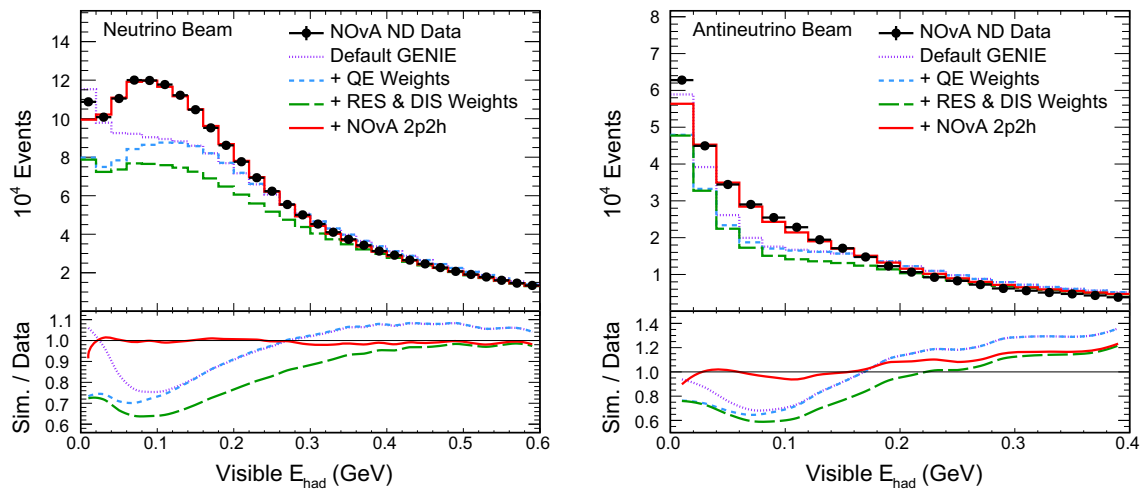 Neutrino Beam
NOvA ND Data
Default GENIE
+ QE Weights
+ RES & DIS Weights
+ NOvA 2p2h
10⁴ Events
14
12
10
8
6
4
2
Sim. / Data
1.1
1.0
0.9
0.8
0.7
0.6
0.0 0.1 0.2 0.3 0.4 0.5 0.6
Visible E_had (GeV)
Antineutrino Beam
NOvA ND Data
Default GENIE
+ QE Weights
+ RES & DIS Weights
+ NOvA 2p2h
10⁴ Events
8
7
6
5
4
3
2
1
0
Sim. / Data
1.4
1.2
1.0
0.8
0.6
0.0 0.1 0.2 0.3 0.4
Visible E_had (GeV)